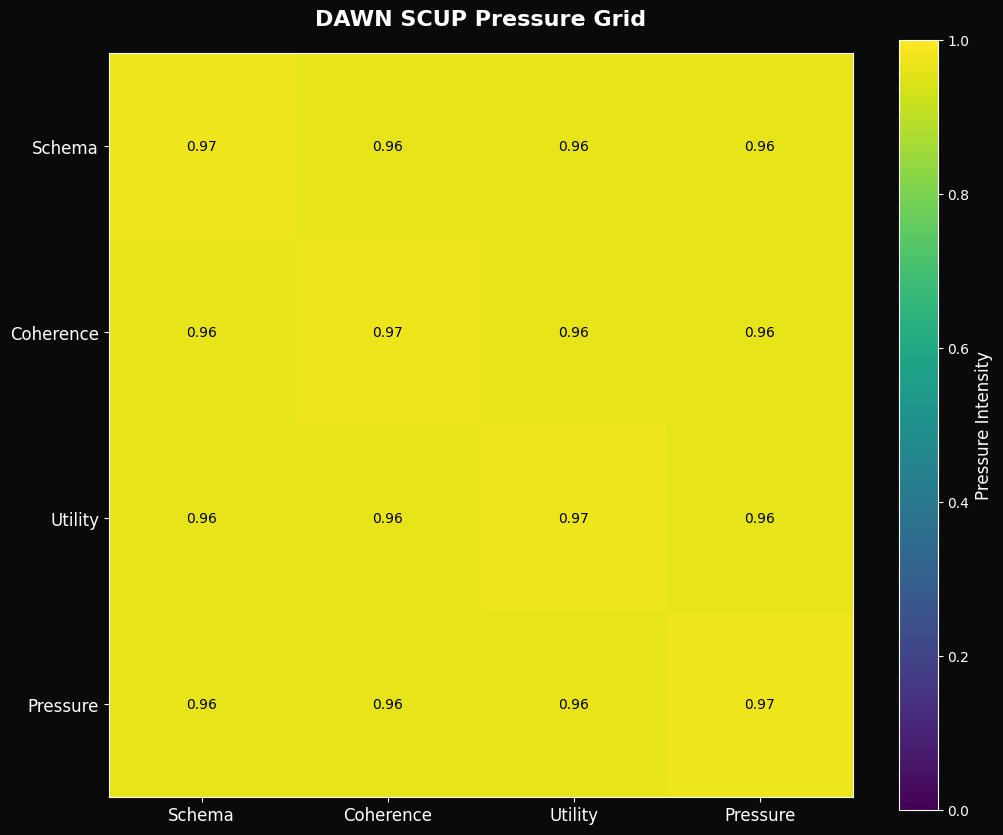 DAWN SCUP Pressure Grid
1.0
Schema 0.97 0.96 0.96 0.96
0.8
Coherence 0.96 0.97 0.96 0.96
0.6
Pressure Intensity
0.4
Utility 0.96 0.96 0.97 0.96
0.2
Pressure 0.96 0.96 0.96 0.97
0.0
Schema Coherence Utility Pressure